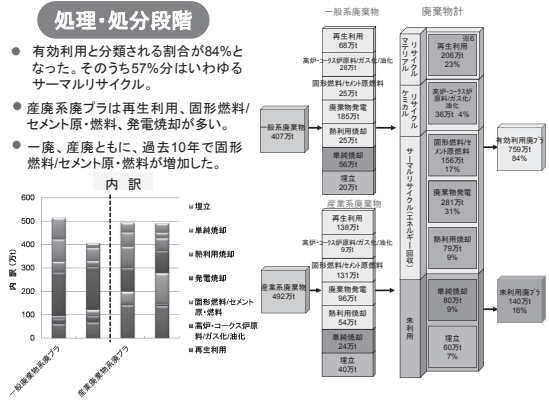 処理・処分段階
● 有効利用と分類される割合が84%と
なった。そのうち57%分はいわゆる
サーマルリサイクル。
● 産廃系廃プラは再生利用、固形燃料/
セメント原・燃料、発電焼却が多い。
● 一廃、産廃ともに、過去10年で固形
燃料/セメント原・燃料が増加した。
内 訳
内 訳 (万t)
600
500
400
300
200
100
0
一般廃棄物系廃プラ
産業廃棄物系廃プラ
埋立
単純焼却
熱利用焼却
発電焼却
固形燃料/セメント
原・燃料
高炉・コークス炉原
料/ガス化/油化
再生利用
一般系廃棄物
407万t
産業系廃棄物
492万t
一般系廃棄物
再生利用
68万t
高炉・コークス炉原料/ガス化/油化
28万t
固形燃料/セメント原燃料
25万t
廃棄物発電
185万t
熱利用焼却
25万t
単純焼却
56万t
埋立
20万t
産業系廃棄物
再生利用
138万t
高炉・コークス炉原料/ガス化/油化
9万t
固形燃料/セメント原燃料
131万t
廃棄物発電
96万t
熱利用焼却
54万t
単純焼却
24万t
埋立
40万t
廃棄物計
マテリアル
リサイクル
※6
再生利用
206万t
23%
ケミカル
リサイクル
高炉・コークス炉
原料/ガス化/
油化
36万t 4%
サーマルリサイクル(エネルギー
回収)
固形燃料/セメ
ント原燃料
156万t
17%
廃棄物発電
281万t
31%
熱利用焼却
79万t
9%
未利用
単純焼却
80万t
9%
埋立
60万t
7%
有効利用廃プラ
759万t
84%
未利用廃プラ
140万t
16%